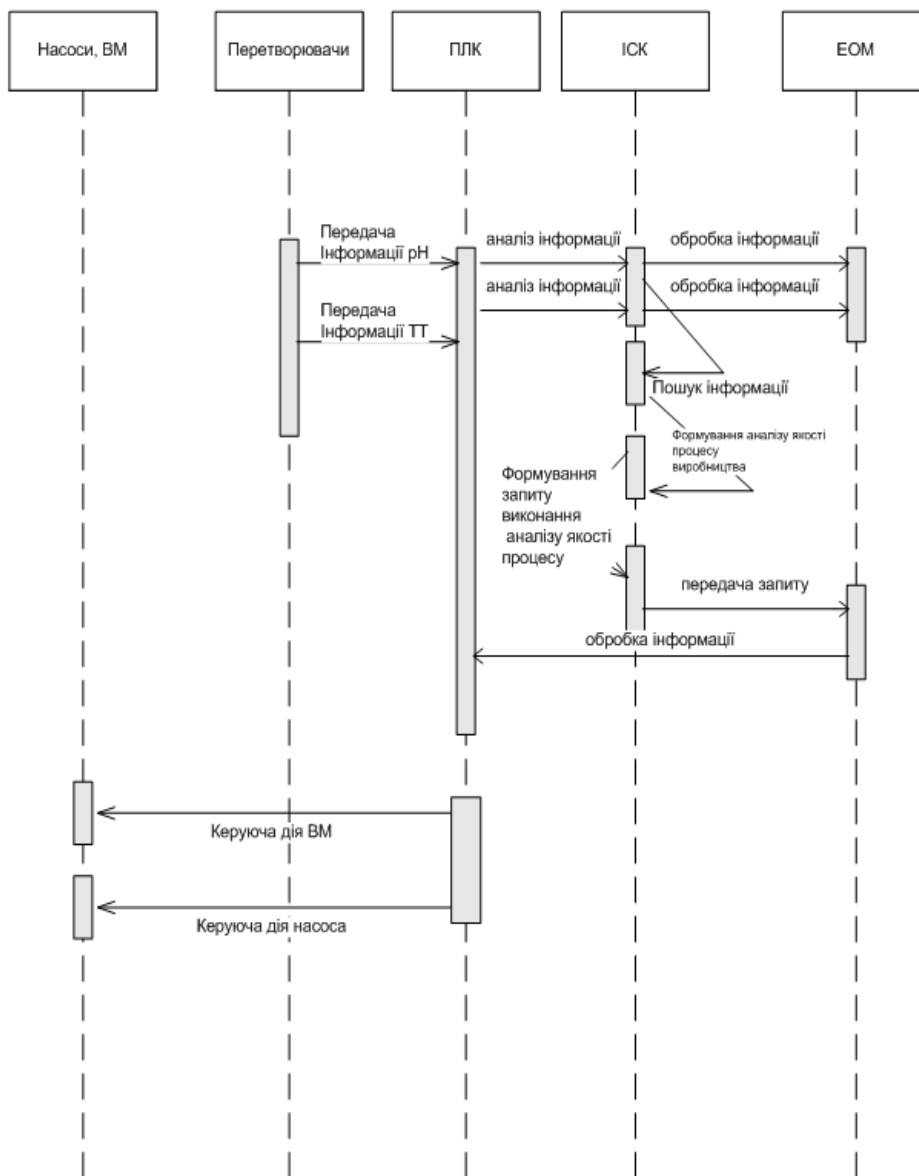 Насоси, ВМ
Перетворювачи
ПЛК
ІСК
ЕОМ
Передача
Інформації pH
аналіз інформації
обробка інформації
аналіз інформації
обробка інформації
Передача
Інформації ТТ
Пошук інформації
Формування аналізу якості
процесу
виробництва
Формування
запиту
виконання
аналізу якості
процесу
передача запиту
обробка інформації
Керуюча дія ВМ
Керуюча дія насоса